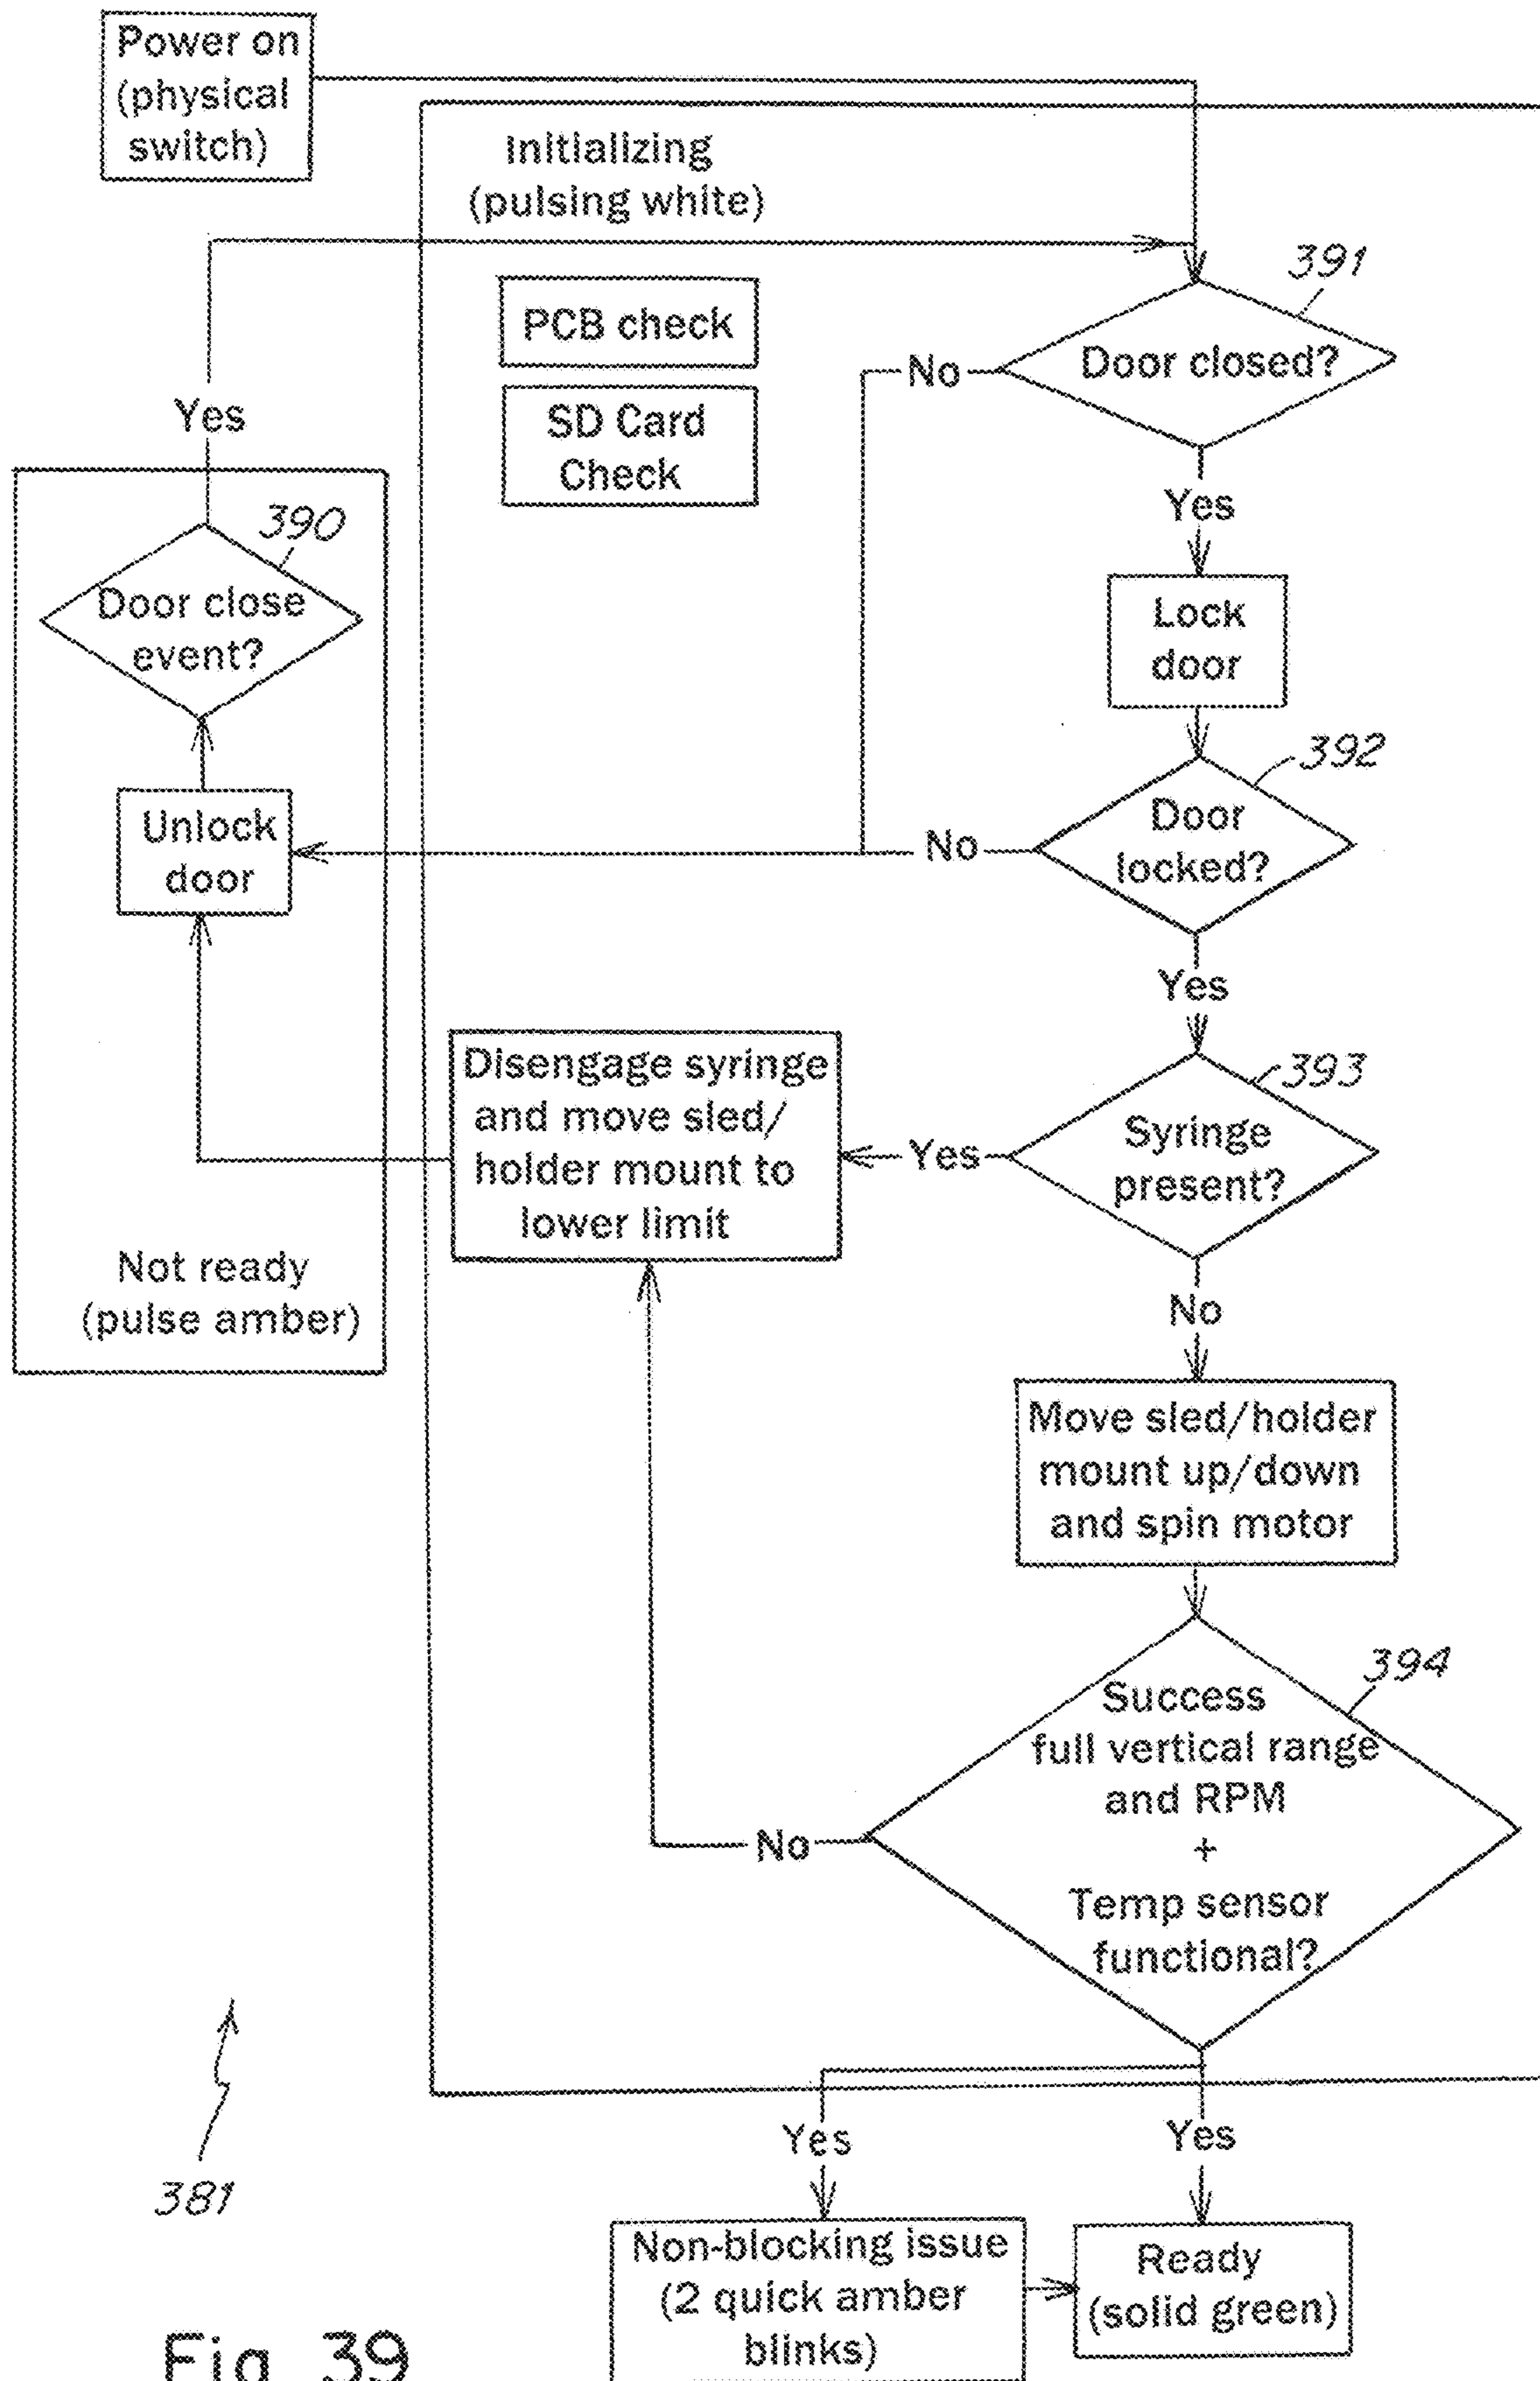 Power on
(physical
switch)
Initializing
(pulsing white)
391
PCB check
Door closed?
No
SD Card
Check
Yes
Yes
390
Door close
event?
Lock
door
392
Unlock
door
Door
locked?
No
Yes
Disengage syringe
and move sled/
holder mount to
lower limit
393
Syringe
present?
Yes
Not ready
(pulse amber)
No
Move sled/holder
mount up/down
and spin motor
394
Success
full vertical range
and RPM
+
Temp sensor
functional?
No
381
Yes
Yes
Non-blocking issue
(2 quick amber
blinks)
Ready
(solid green)
Fig 39